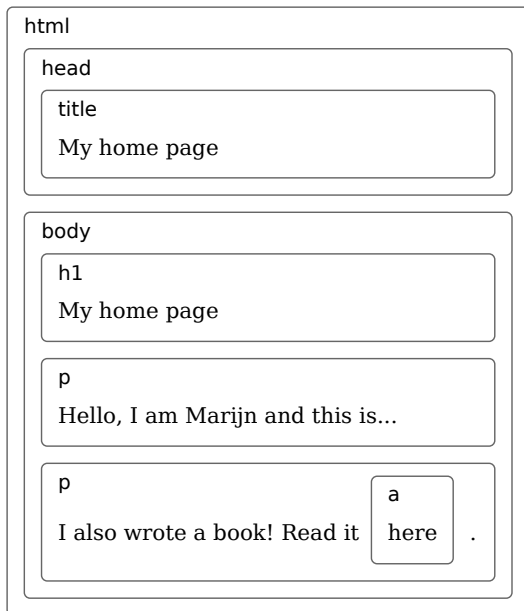 html
head
title
My home page
body
h1
My home page
p
Hello, I am Marijn and this is...
p
a
I also wrote a book! Read it here .